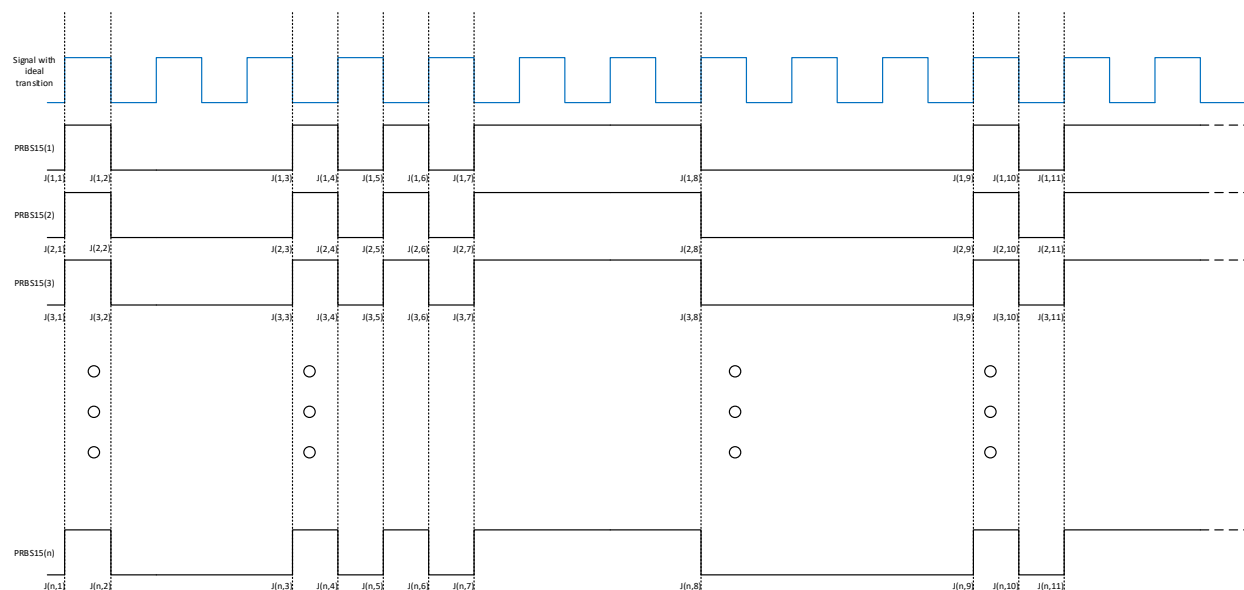 Signal with
ideal
transition
PRBS15(1)
J(1,1) J(1,2) J(1,3) J(1,4) J(1,5) J(1,6) J(1,7) J(1,8) J(1,9) J(1,10) J(1,11)
PRBS15(2)
J(2,1) J(2,2) J(2,3) J(2,4) J(2,5) J(2,6) J(2,7) J(2,8) J(2,9) J(2,10) J(2,11)
PRBS15(3)
J(3,1) J(3,2) J(3,3) J(3,4) J(3,5) J(3,6) J(3,7) J(3,8) J(3,9) J(3,10) J(3,11)
PRBS15(n)
J(n,1) J(n,2) J(n,3) J(n,4) J(n,5) J(n,6) J(n,7) J(n,8) J(n,9) J(n,10) J(n,11)